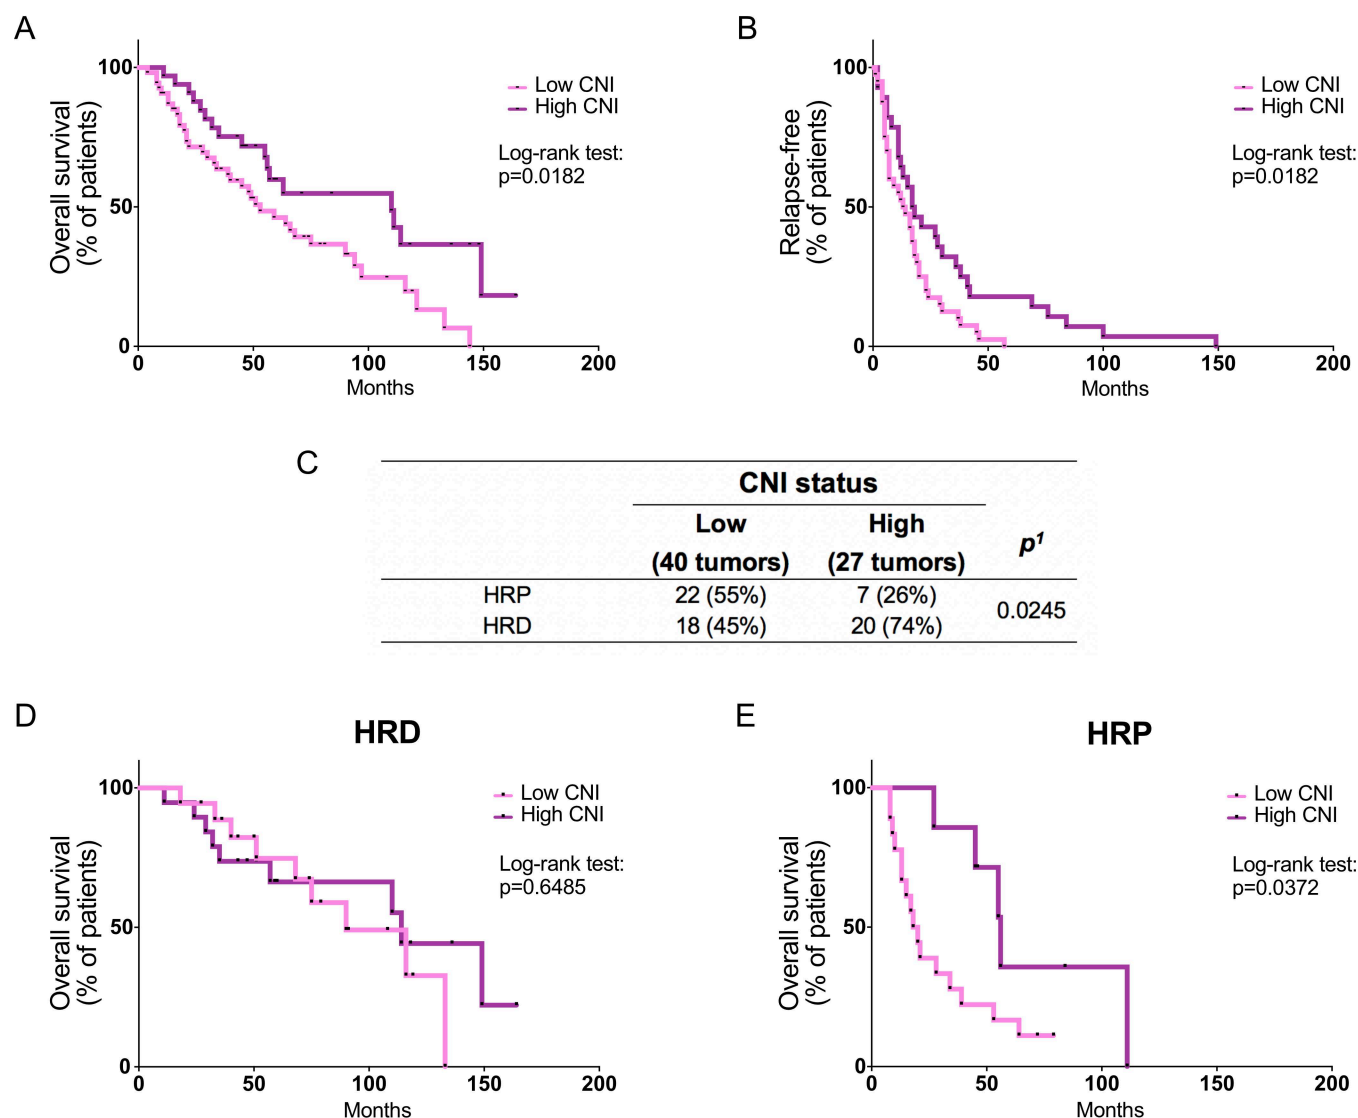 A
Overall survival
(% of patients)
100
50
0
0 50 100 150 200
Months
Low CNI
High CNI
Log-rank test:
p=0.0182
B
Relapse-free
(% of patients)
100
50
0
0 50 100 150 200
Months
Low CNI
High CNI
Log-rank test:
p=0.0182
C
CNI status
Low High p¹
(40 tumors) (27 tumors)
HRP 22 (55%) 7 (26%) 0.0245
HRD 18 (45%) 20 (74%)
D
HRD
Overall survival
(% of patients)
100
50
0
0 50 100 150 200
Months
Low CNI
High CNI
Log-rank test:
p=0.6485
E
HRP
Overall survival
(% of patients)
100
50
0
0 50 100 150 200
Months
Low CNI
High CNI
Log-rank test:
p=0.0372